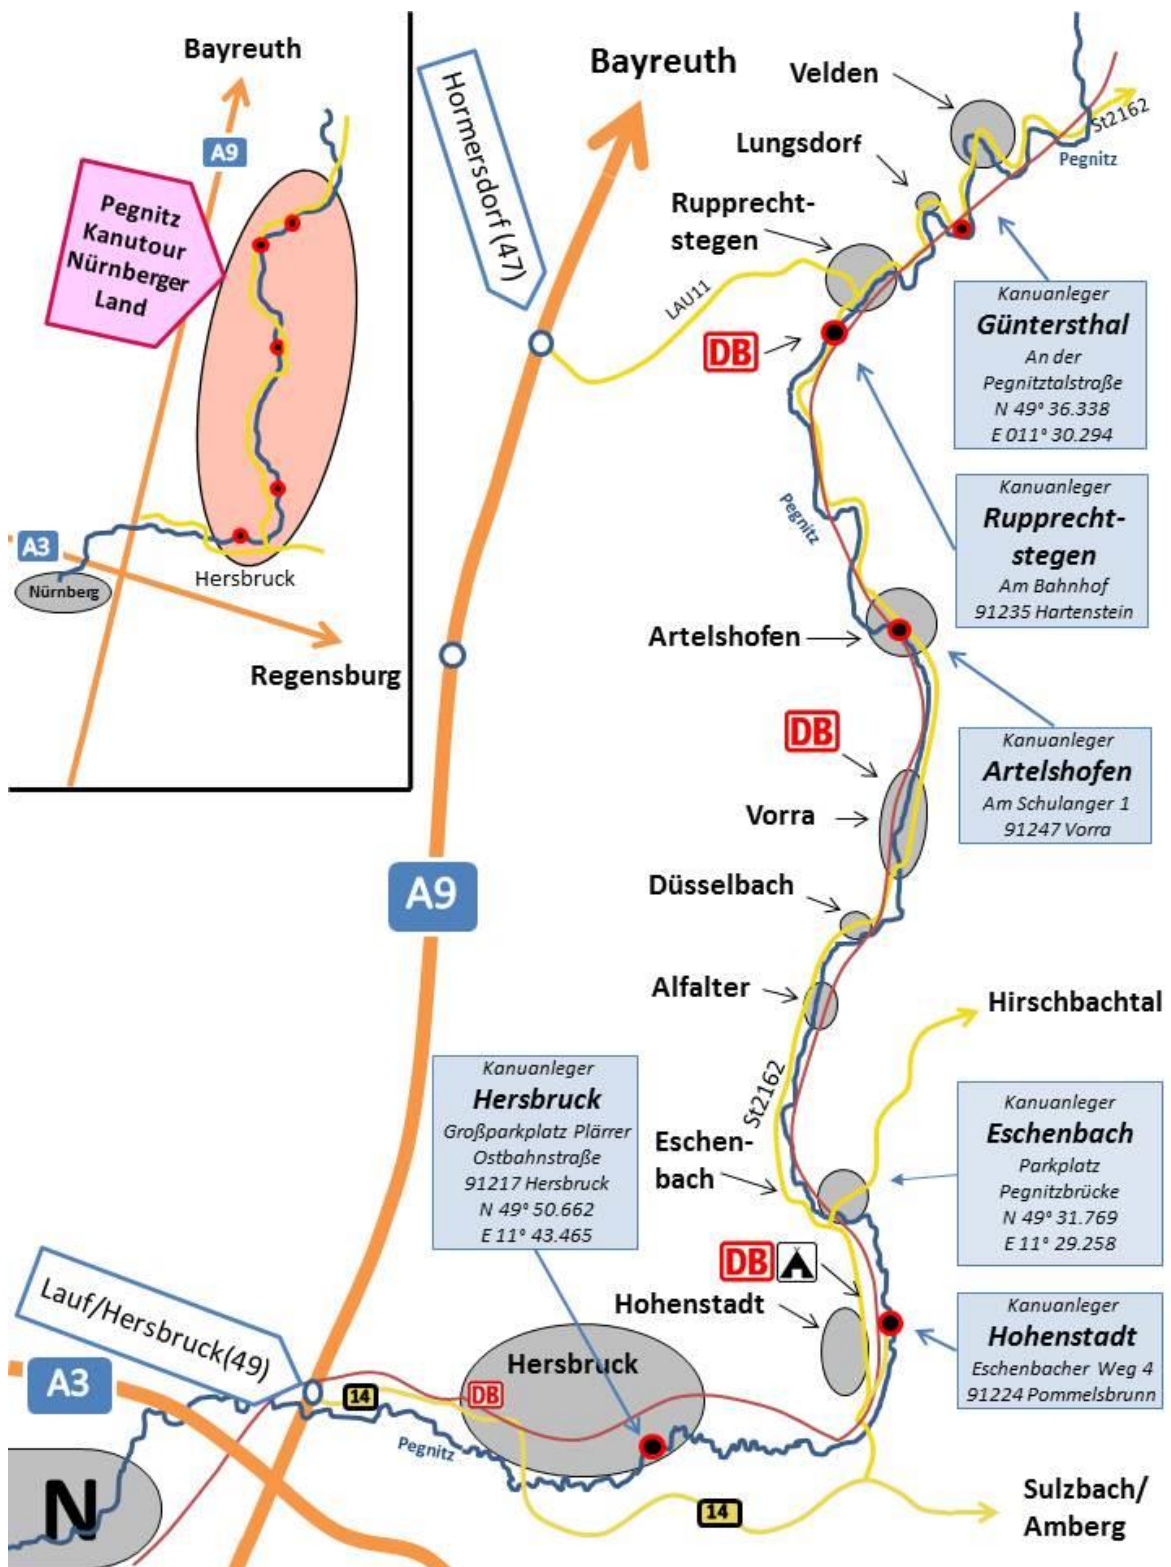 Bayreuth
A9
Pegnitz
Kanutour
Nürnberger
Land
A3
Nürnberg
Hersbruck
Regensburg
Hormersdorf (47)
Bayreuth
Velden
St2162
Pegnitz
Lungsdorf
Rupprecht-
stegen
LAU11
DB
Kanuanleger
Güntersthal
An der
Pegnitztalstraße
N 49° 36.338
E 011° 30.294
Pegnitz
Kanuanleger
Rupprecht-
stegen
Am Bahnhof
91235 Hartenstein
Artelshofen
DB
Kanuanleger
Artelshofen
Am Schulanger 1
91247 Vorra
Vorra
A9
Düsselbach
Alfalter
Hirschbachtal
St2162
Kanuanleger
Hersbruck
Großparkplatz Plärrer
Ostbahnstraße
91217 Hersbruck
N 49° 50.662
E 11° 43.465
Eschen-
bach
Kanuanleger
Eschenbach
Parkplatz
Pegnitzbrücke
N 49° 31.769
E 11° 29.258
DB
Hohenstadt
Kanuanleger
Hohenstadt
Eschenbacher Weg 4
91224 Pommelsbrunn
Lauf/Hersbruck(49)
A3
14
Hersbruck
DB
Pegnitz
N
14
Sulzbach/
Amberg